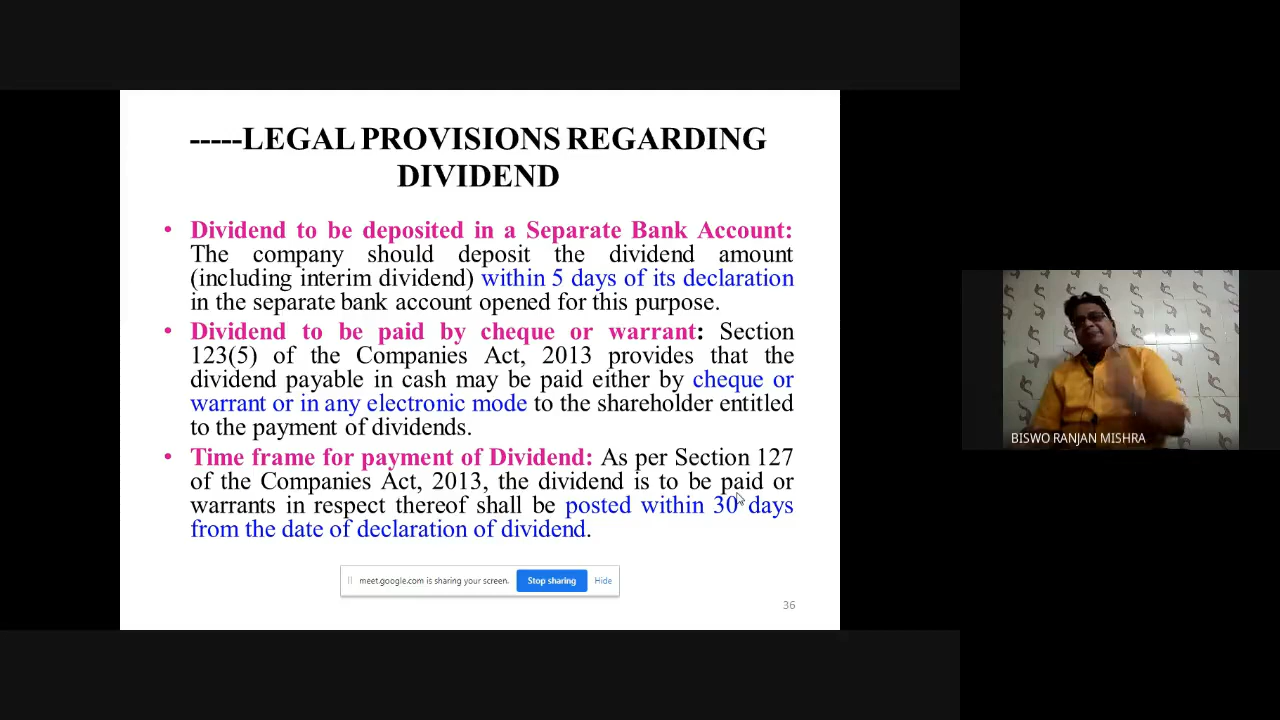 -----LEGAL PROVISIONS REGARDING
DIVIDEND
• Dividend to be deposited in a Separate Bank Account:
The company should deposit the dividend amount
(including interim dividend) within 5 days of its declaration
in the separate bank account opened for this purpose.
• Dividend to be paid by cheque or warrant: Section
123(5) of the Companies Act, 2013 provides that the
dividend payable in cash may be paid either by cheque or
warrant or in any electronic mode to the shareholder entitled
to the payment of dividends.
• Time frame for payment of Dividend: As per Section 127
of the Companies Act, 2013, the dividend is to be paid or
warrants in respect thereof shall be posted within 30 days
from the date of declaration of dividend.
meet.google.com is sharing your screen. Stop sharing Hide
36
BISWO RANJAN MISHRA